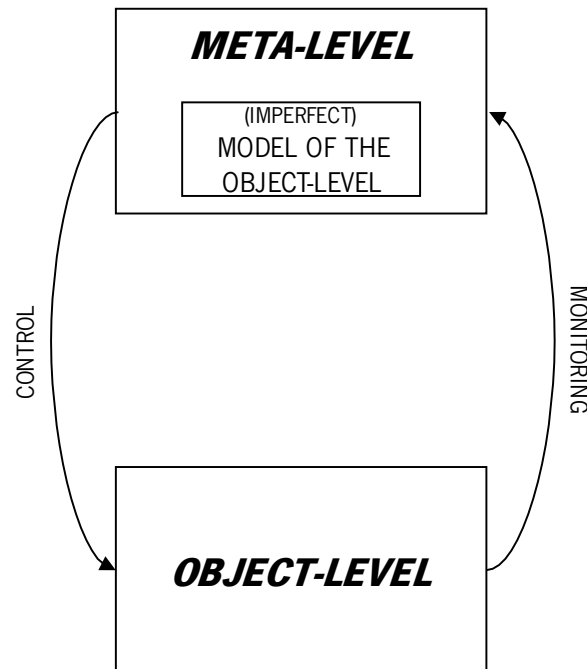 META-LEVEL
(IMPERFECT)
MODEL OF THE
OBJECT-LEVEL
CONTROL
MONITORING
OBJECT-LEVEL